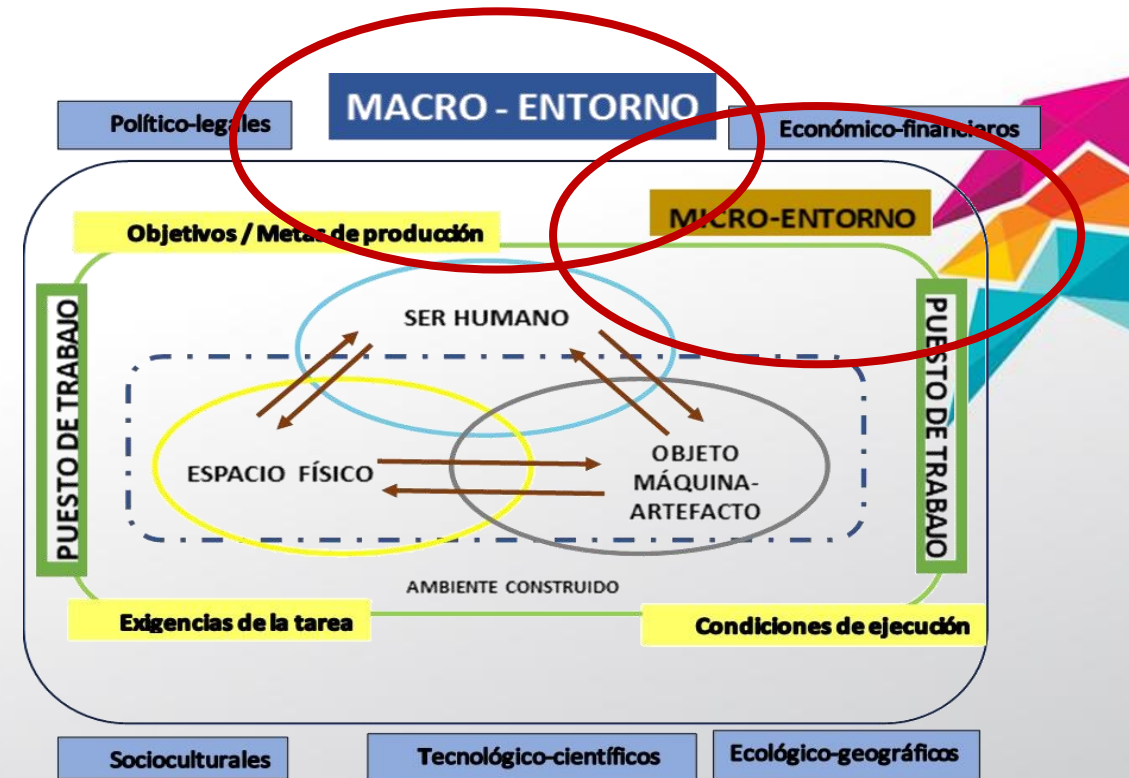 MACRO - ENTORNO
Político-legales
Económico-financieros
MICRO-ENTORNO
Objetivos / Metas de producción
PUESTO DE TRABAJO
SER HUMANO
PUESTO DE TRABAJO
ESPACIO FÍSICO
OBJETO
MÁQUINA-
ARTEFACTO
AMBIENTE CONSTRUIDO
Exigencias de la tarea
Condiciones de ejecución
Socioculturales
Tecnológico-científicos
Ecológico-geográficos